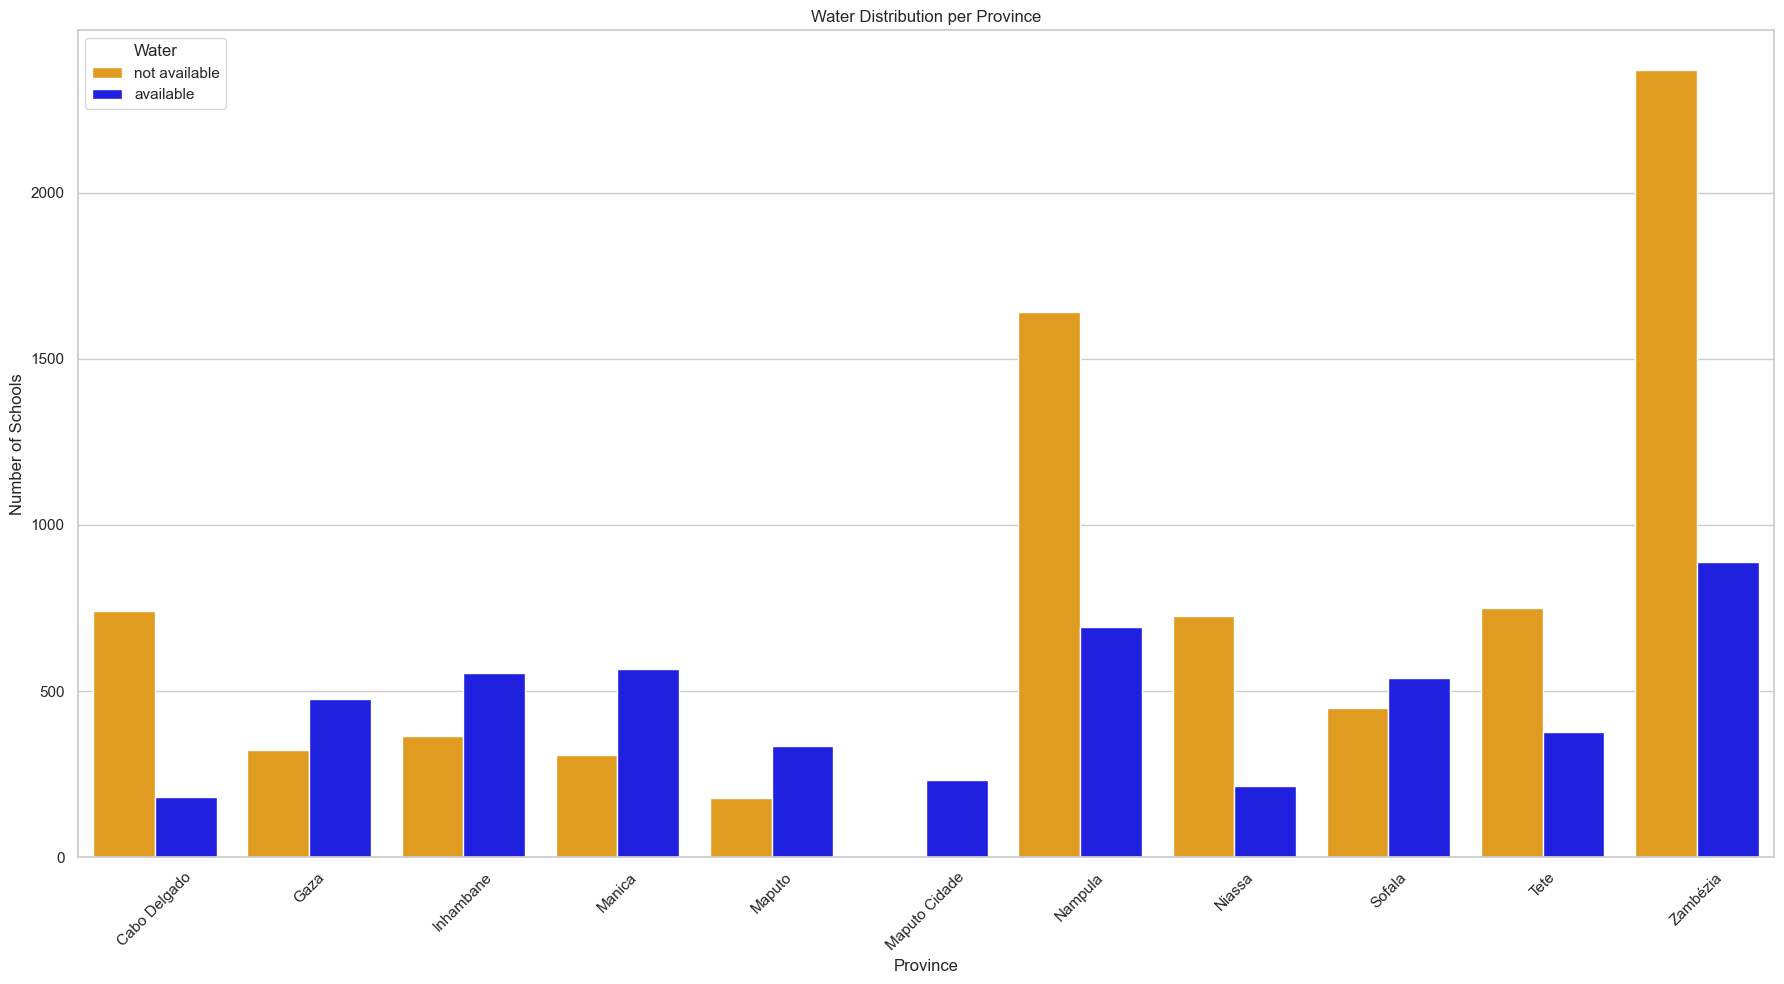 Water Distribution per Province
Water
not available
available
Number of Schools
2000
1500
1000
500
0
Cabo Delgado
Gaza
Inhambane
Manica
Maputo
Maputo Cidade
Nampula
Niassa
Sofala
Tete
Zambézia
Province